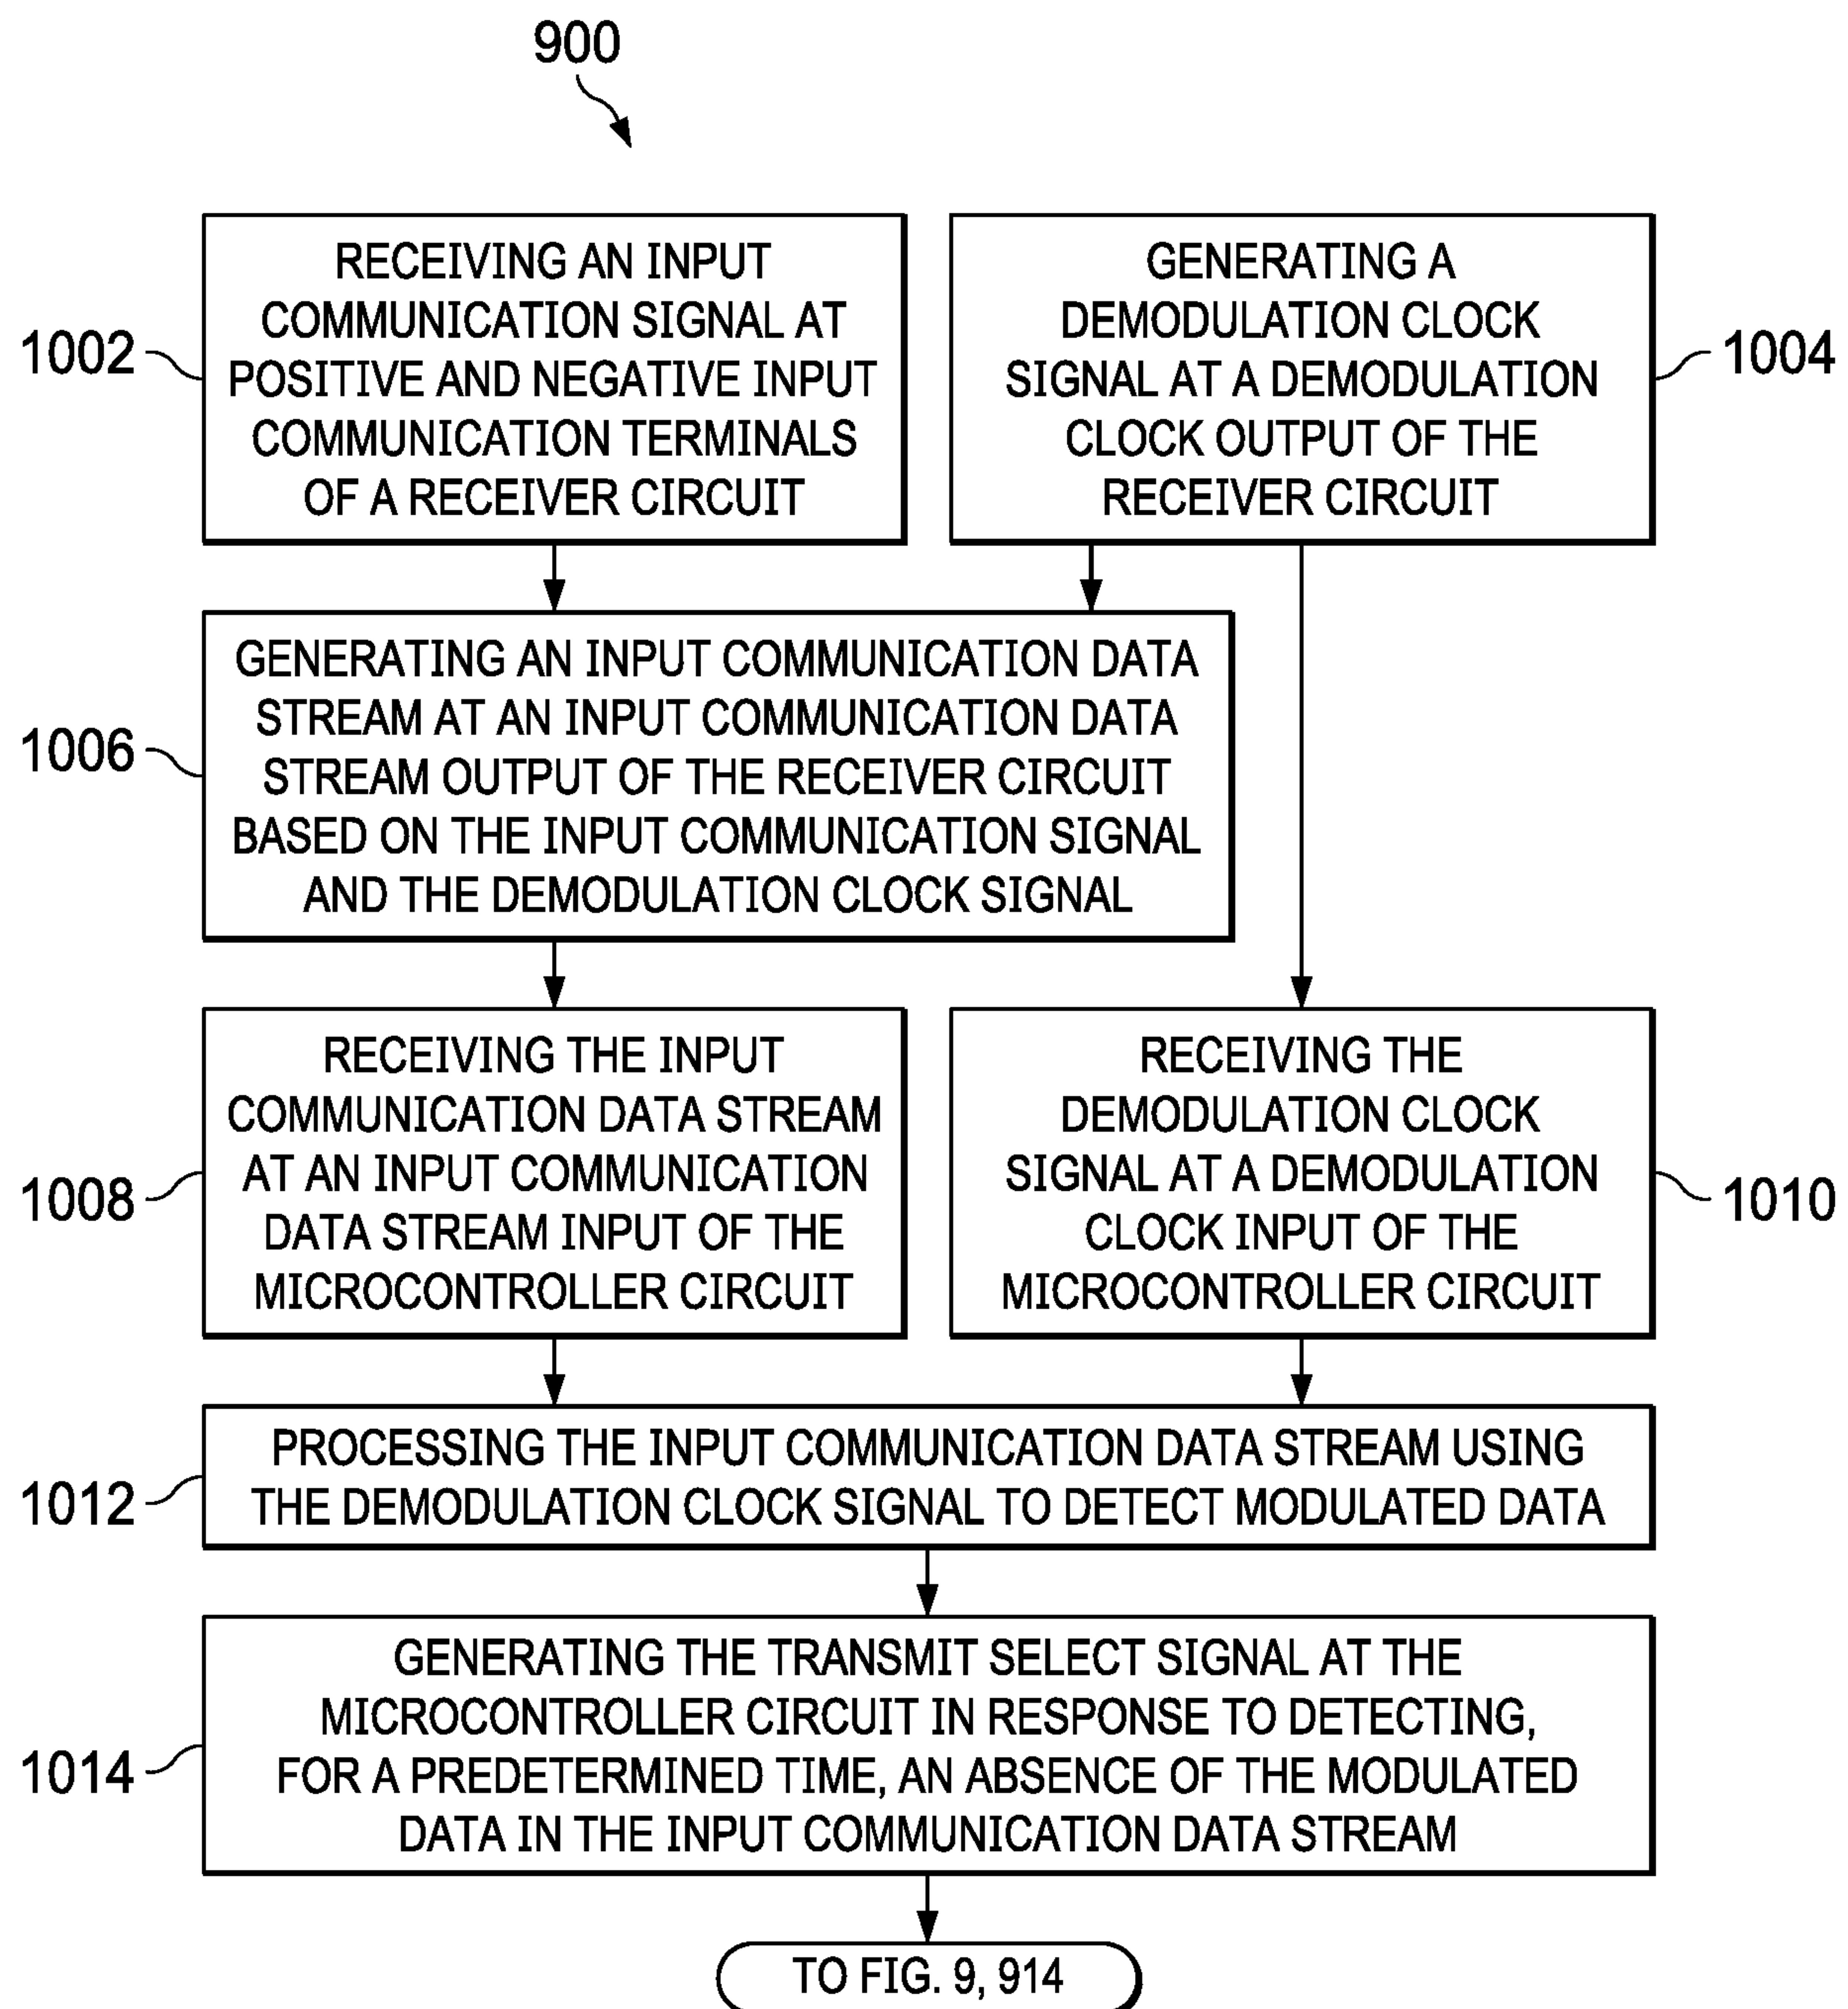 900
RECEIVING AN INPUT
COMMUNICATION SIGNAL AT
POSITIVE AND NEGATIVE INPUT
COMMUNICATION TERMINALS
OF A RECEIVER CIRCUIT
1002
GENERATING A
DEMODULATION CLOCK
SIGNAL AT A DEMODULATION
CLOCK OUTPUT OF THE
RECEIVER CIRCUIT
1004
GENERATING AN INPUT COMMUNICATION DATA
STREAM AT AN INPUT COMMUNICATION DATA
STREAM OUTPUT OF THE RECEIVER CIRCUIT
BASED ON THE INPUT COMMUNICATION SIGNAL
AND THE DEMODULATION CLOCK SIGNAL
1006
RECEIVING THE INPUT
COMMUNICATION DATA STREAM
AT AN INPUT COMMUNICATION
DATA STREAM INPUT OF THE
MICROCONTROLLER CIRCUIT
1008
RECEIVING THE
DEMODULATION CLOCK
SIGNAL AT A DEMODULATION
CLOCK INPUT OF THE
MICROCONTROLLER CIRCUIT
1010
PROCESSING THE INPUT COMMUNICATION DATA STREAM USING
THE DEMODULATION CLOCK SIGNAL TO DETECT MODULATED DATA
1012
GENERATING THE TRANSMIT SELECT SIGNAL AT THE
MICROCONTROLLER CIRCUIT IN RESPONSE TO DETECTING,
FOR A PREDETERMINED TIME, AN ABSENCE OF THE MODULATED
DATA IN THE INPUT COMMUNICATION DATA STREAM
1014
TO FIG. 9, 914